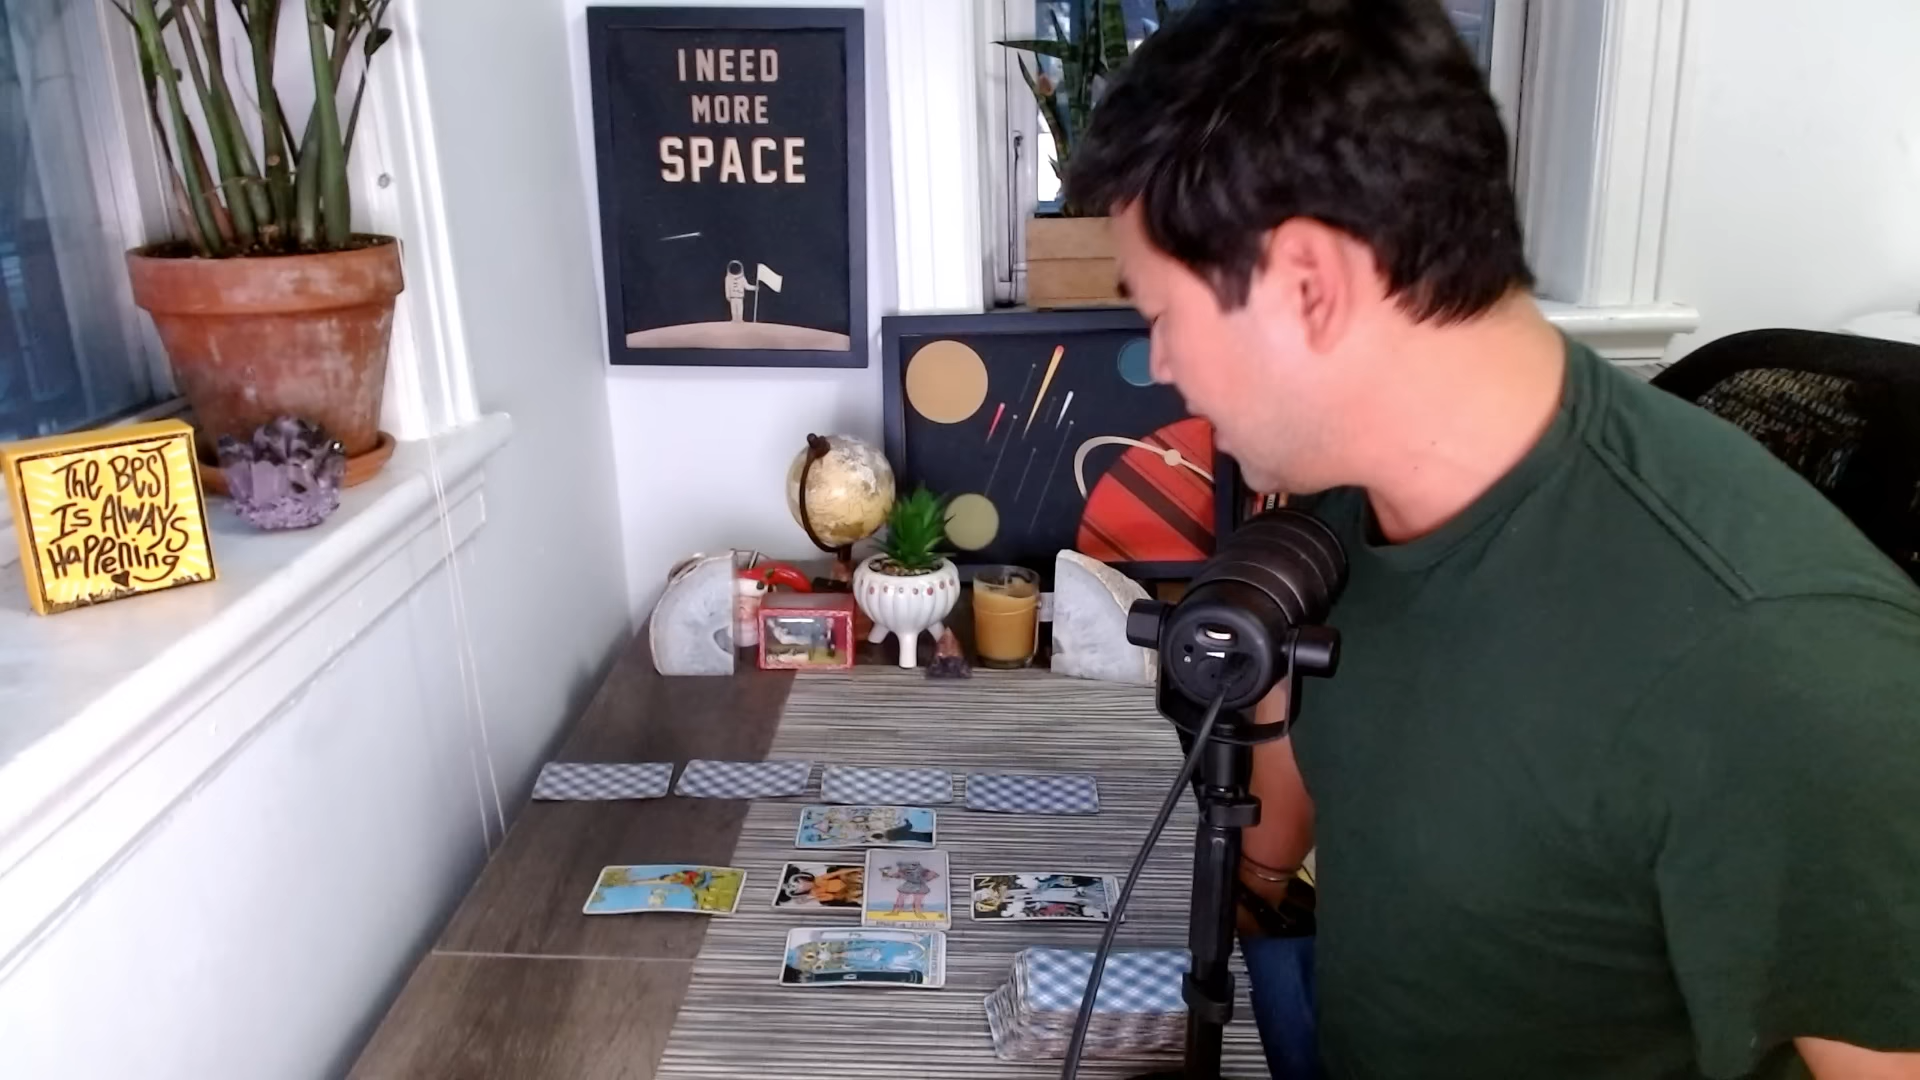 I NEED
MORE
SPACE
The BEST
Is Always
Happening